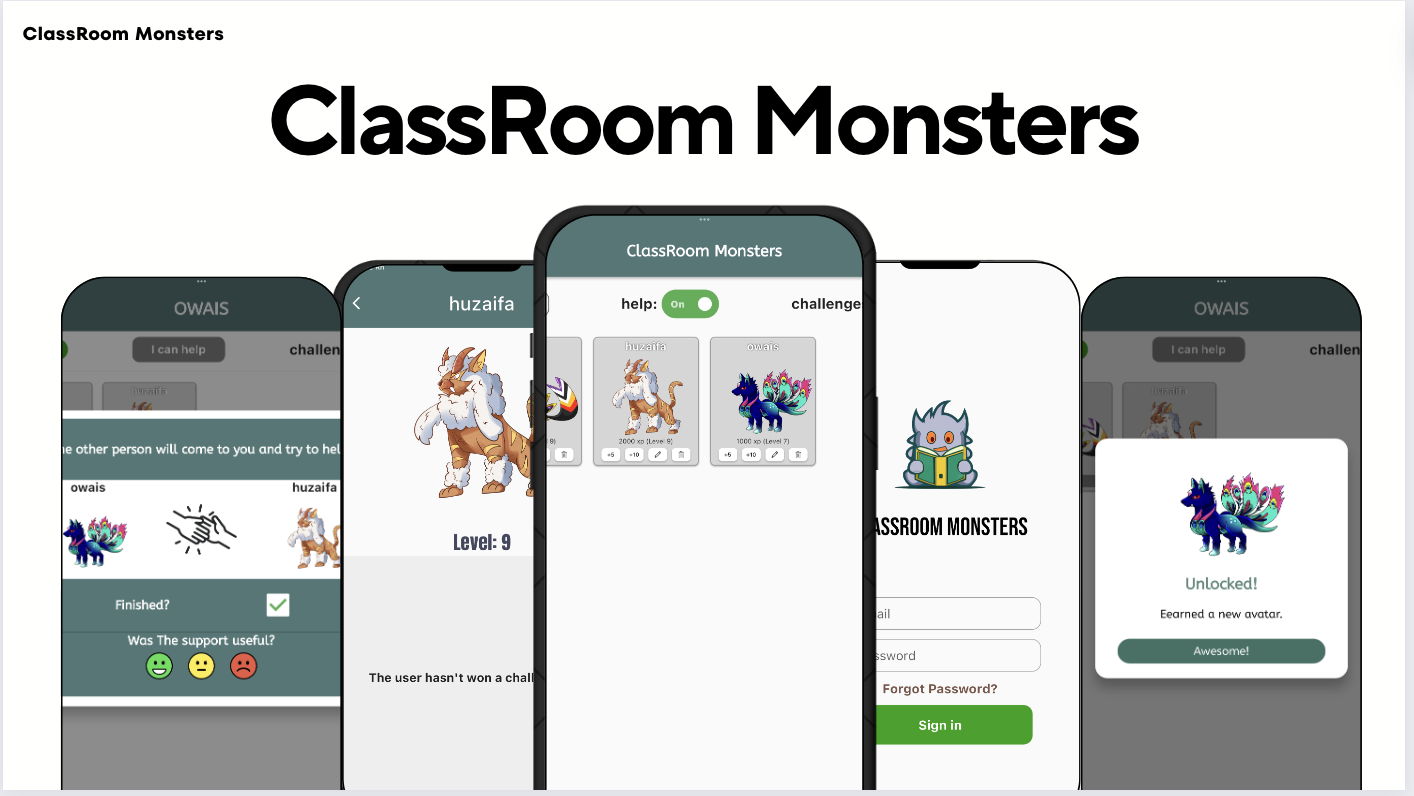 ClassRoom Monsters
ClassRoom Monsters
OWAIS
I can help
challen
huzaifa
ne other person will come to you and try to hel
owais
huzaifa
Finished?
Was The support useful?
huzaifa
Level: 9
The user hasn't won a chall
ClassRoom Monsters
help:
On
challenge
huzaifa
2000 xp (Level 9)
+5
+10
owais
1000 xp (Level 7)
+5
+10
9)
ASSROOM MONSTERS
ail
ssword
Forgot Password?
Sign in
OWAIS
I can help
challen
huzaifa
Unlocked!
Eearned a new avatar.
Awesome!